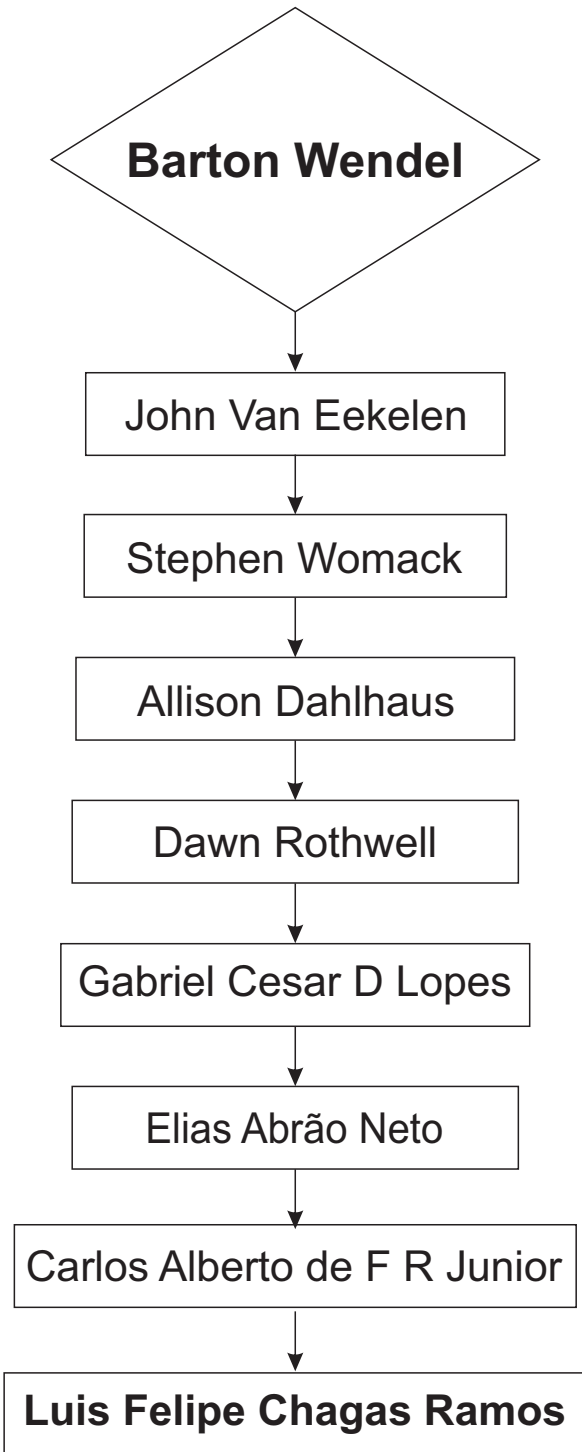 Barton Wendel
John Van Eekelen
Stephen Womack
Allison Dahlhaus
Dawn Rothwell
Gabriel Cesar D Lopes
Elias Abrão Neto
Carlos Alberto de F R Junior
Luis Felipe Chagas Ramos